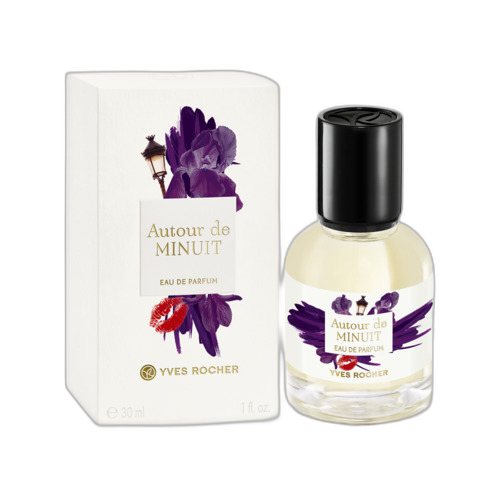 Autour de
MINUIT
EAU DE PARFUM
YVES ROCHER
℮ 30 ml
1 fl. oz.
Autour de
MINUIT
EAU DE PARFUM
YVES ROCHER